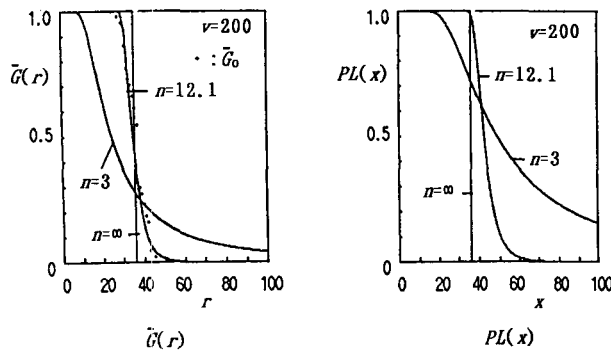 1.0
0.5
0
Ḡ(r)
ν=200
• : Ḡ₀
n=12.1
n=3
n=∞
0 20 40 60 80 100
r
Ḡ(r)
1.0
0.5
0
PL(x)
ν=200
n=12.1
n=3
n=∞
0 20 40 60 80 100
x
PL(x)